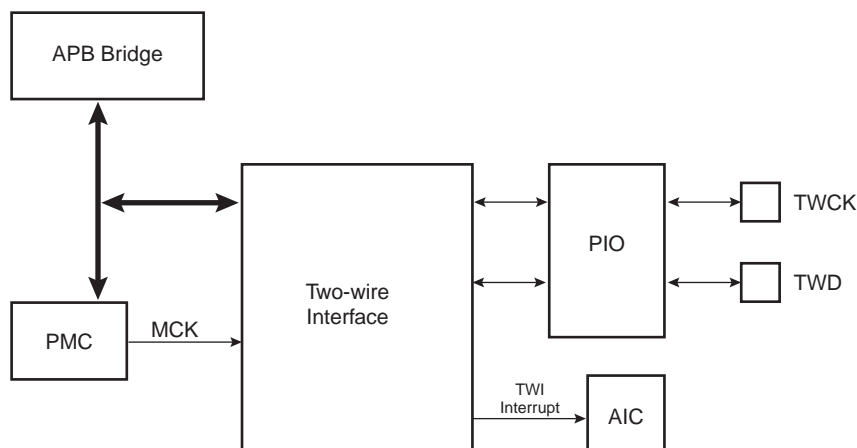 APB Bridge
TWCK
PIO
Two-wire
Interface
TWD
PMC
MCK
TWI
Interrupt
AIC